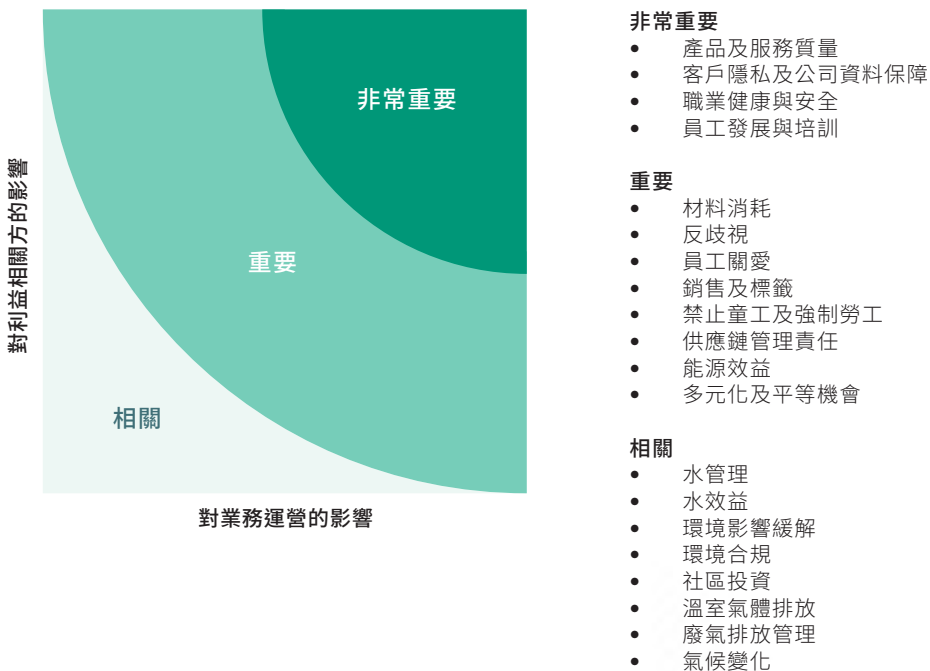 對利益相關方的影響
非常重要
重要
相關
對業務運營的影響
非常重要
• 產品及服務質量
• 客戶隱私及公司資料保障
• 職業健康與安全
• 員工發展與培訓
重要
• 材料消耗
• 反歧視
• 員工關愛
• 銷售及標籤
• 禁止童工及強制勞工
• 供應鏈管理責任
• 能源效益
• 多元化及平等機會
相關
• 水管理
• 水效益
• 環境影響緩解
• 環境合規
• 社區投資
• 溫室氣體排放
• 廢氣排放管理
• 氣候變化